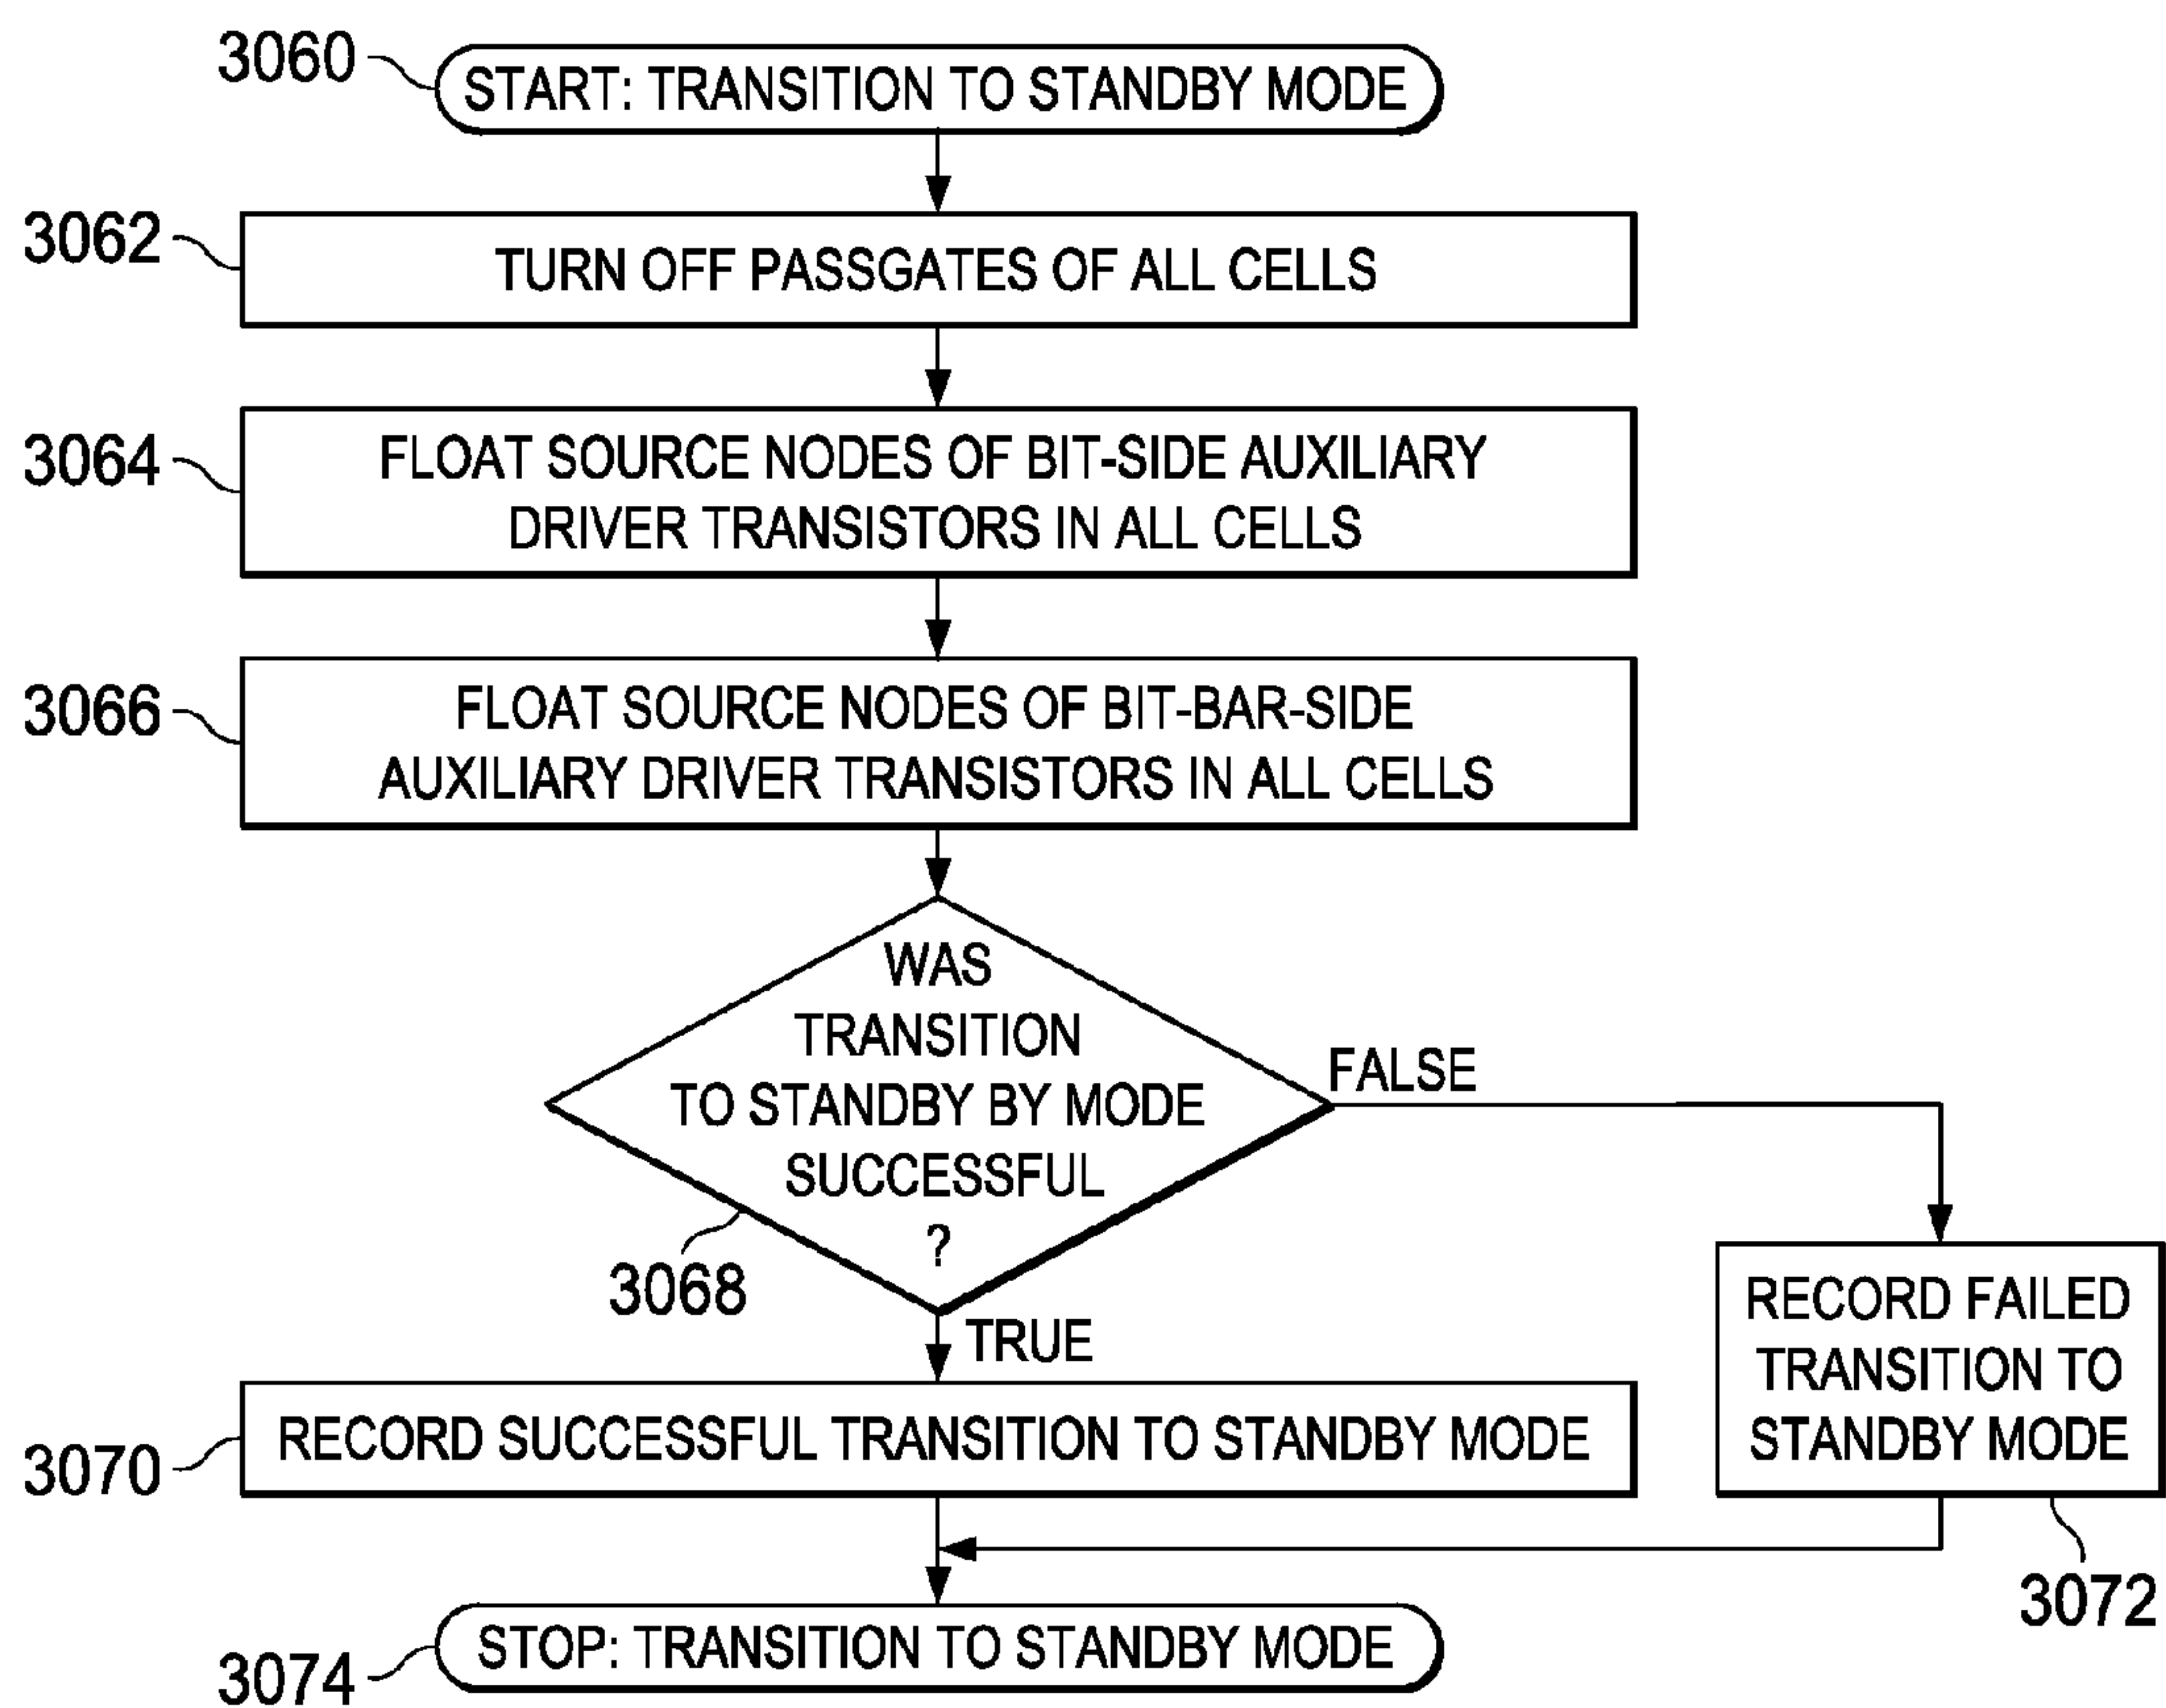 3060
START: TRANSITION TO STANDBY MODE
3062
TURN OFF PASSGATES OF ALL CELLS
3064
FLOAT SOURCE NODES OF BIT-SIDE AUXILIARY
DRIVER TRANSISTORS IN ALL CELLS
3066
FLOAT SOURCE NODES OF BIT-BAR-SIDE
AUXILIARY DRIVER TRANSISTORS IN ALL CELLS
WAS
TRANSITION
TO STANDBY BY MODE
SUCCESSFUL
?
FALSE
3068
TRUE
RECORD FAILED
TRANSITION TO
STANDBY MODE
3070
RECORD SUCCESSFUL TRANSITION TO STANDBY MODE
3072
3074
STOP: TRANSITION TO STANDBY MODE